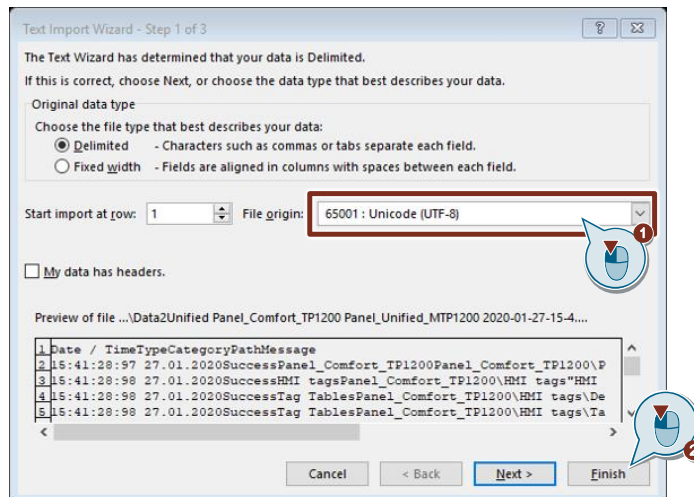 Text Import Wizard - Step 1 of 3
The Text Wizard has determined that your data is Delimited.
If this is correct, choose Next, or choose the data type that best describes your data.
Original data type
Choose the file type that best describes your data:
Delimited - Characters such as commas or tabs separate each field.
Fixed width - Fields are aligned in columns with spaces between each field.
Start import at row: 1 File origin: 65001 : Unicode (UTF-8)
1
My data has headers.
Preview of file ...\Data2Unified Panel_Comfort_TP1200 Panel_Unified_MTP1200 2020-01-27-15-4....
1 Date / TimeTypeCategoryPathMessage
2 15:41:28:97 27.01.2020SuccessPanel_Comfort_TP1200Panel_Comfort_TP1200\P
3 15:41:28:98 27.01.2020SuccessHMI tagsPanel_Comfort_TP1200\HMI tags"HMI
4 15:41:28:98 27.01.2020SuccessTag TablesPanel_Comfort_TP1200\HMI tags\De
5 15:41:28:98 27.01.2020SuccessTag TablesPanel_Comfort_TP1200\HMI tags\Ta
Cancel < Back Next > Finish
2